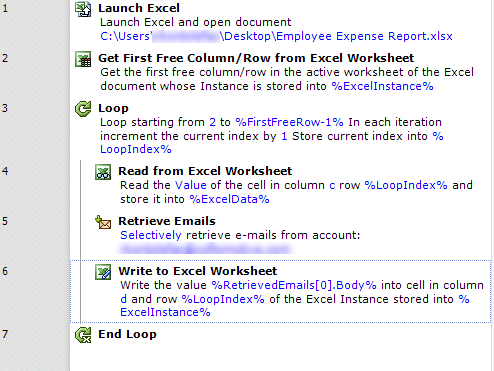 1 Launch Excel
Launch Excel and open document
C:\Users\ \Desktop\Employee Expense Report.xlsx
2 Get First Free Column/Row from Excel Worksheet
Get the first free column/row in the active worksheet of the Excel
document whose Instance is stored into %ExcelInstance%
3 Loop
Loop starting from 2 to %FirstFreeRow-1% In each iteration
increment the current index by 1 Store current index into %
LoopIndex%
4 Read from Excel Worksheet
Read the Value of the cell in column c row %LoopIndex% and
store it into %ExcelData%
5 Retrieve Emails
Selectively retrieve e-mails from account:
6 Write to Excel Worksheet
Write the value %RetrievedEmails[0].Body% into cell in column
d and row %LoopIndex% of the Excel Instance stored into %
ExcelInstance%
7 End Loop